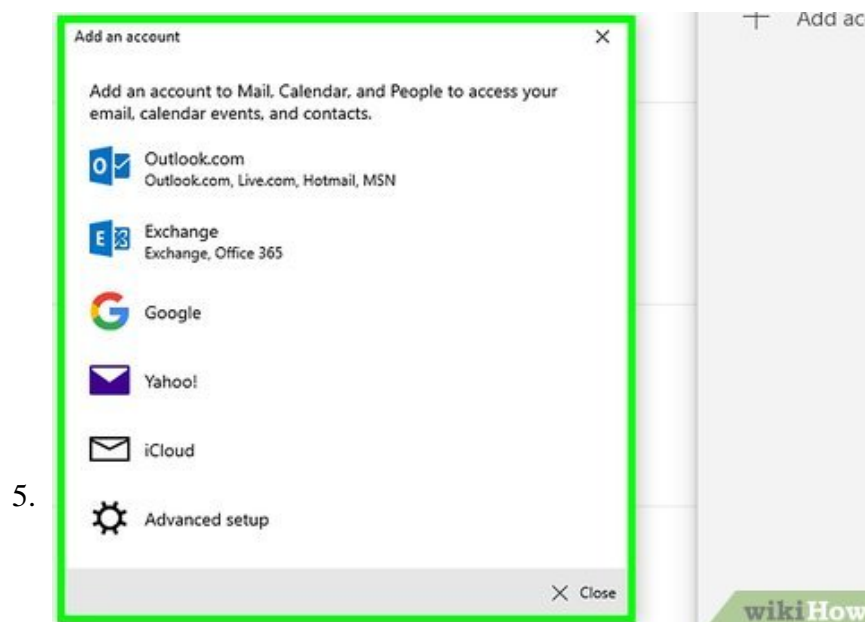 Add an account
Add ac
Add an account to Mail, Calendar, and People to access your
email, calendar events, and contacts.
Outlook.com
Outlook.com, Live.com, Hotmail, MSN
Exchange
Exchange, Office 365
Google
Yahoo!
iCloud
5.
Advanced setup
Close
wikiHow